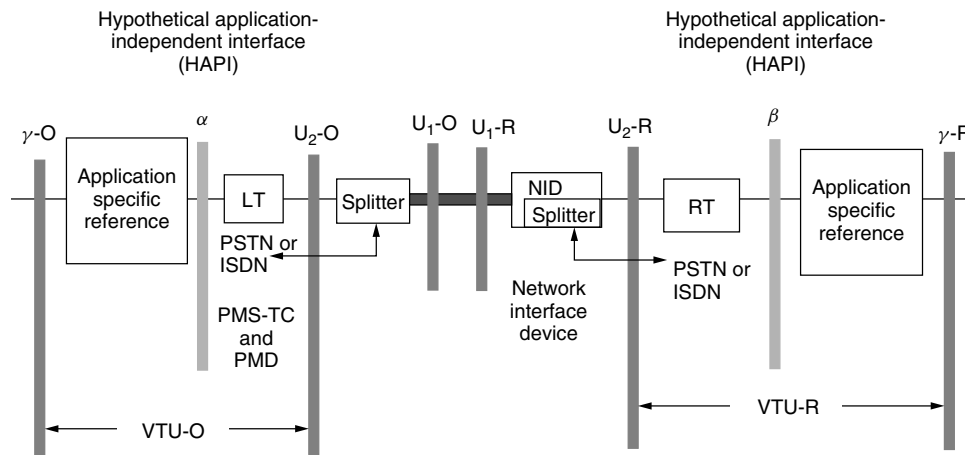 Hypothetical application-
independent interface
(HAPI)
Hypothetical application-
independent interface
(HAPI)
γ-O
α
U2-O
U1-O
U1-R
U2-R
β
γ-R
Application
specific
reference
LT
Splitter
NID
Splitter
RT
Application
specific
reference
PSTN or
ISDN
PSTN or
ISDN
PMS-TC
and
PMD
Network
interface
device
VTU-O
VTU-R